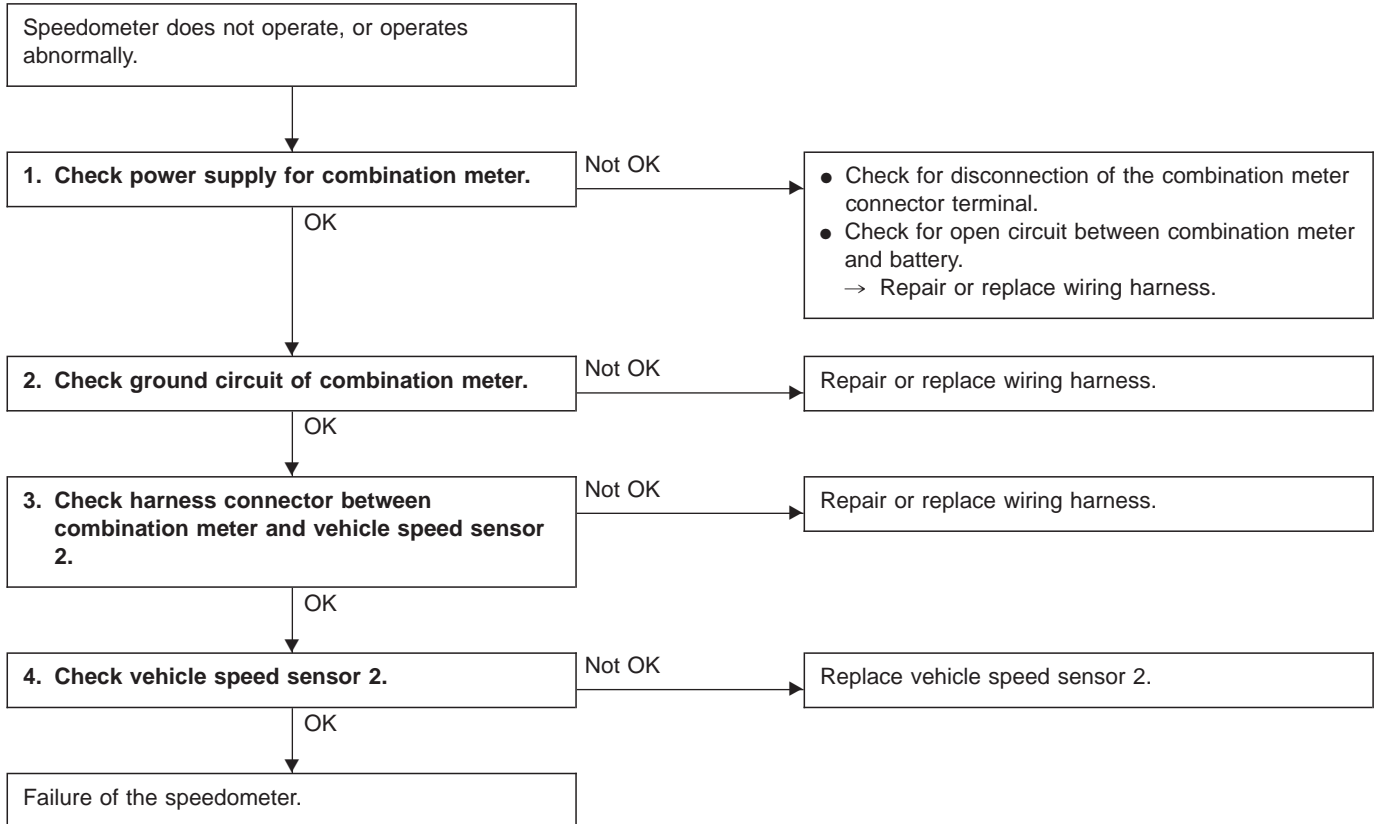 Speedometer does not operate, or operates
abnormally.
1. Check power supply for combination meter.
Not OK
● Check for disconnection of the combination meter
connector terminal.
● Check for open circuit between combination meter
and battery.
→ Repair or replace wiring harness.
OK
2. Check ground circuit of combination meter.
Not OK
Repair or replace wiring harness.
OK
3. Check harness connector between
combination meter and vehicle speed sensor
2.
Not OK
Repair or replace wiring harness.
OK
4. Check vehicle speed sensor 2.
Not OK
Replace vehicle speed sensor 2.
OK
Failure of the speedometer.